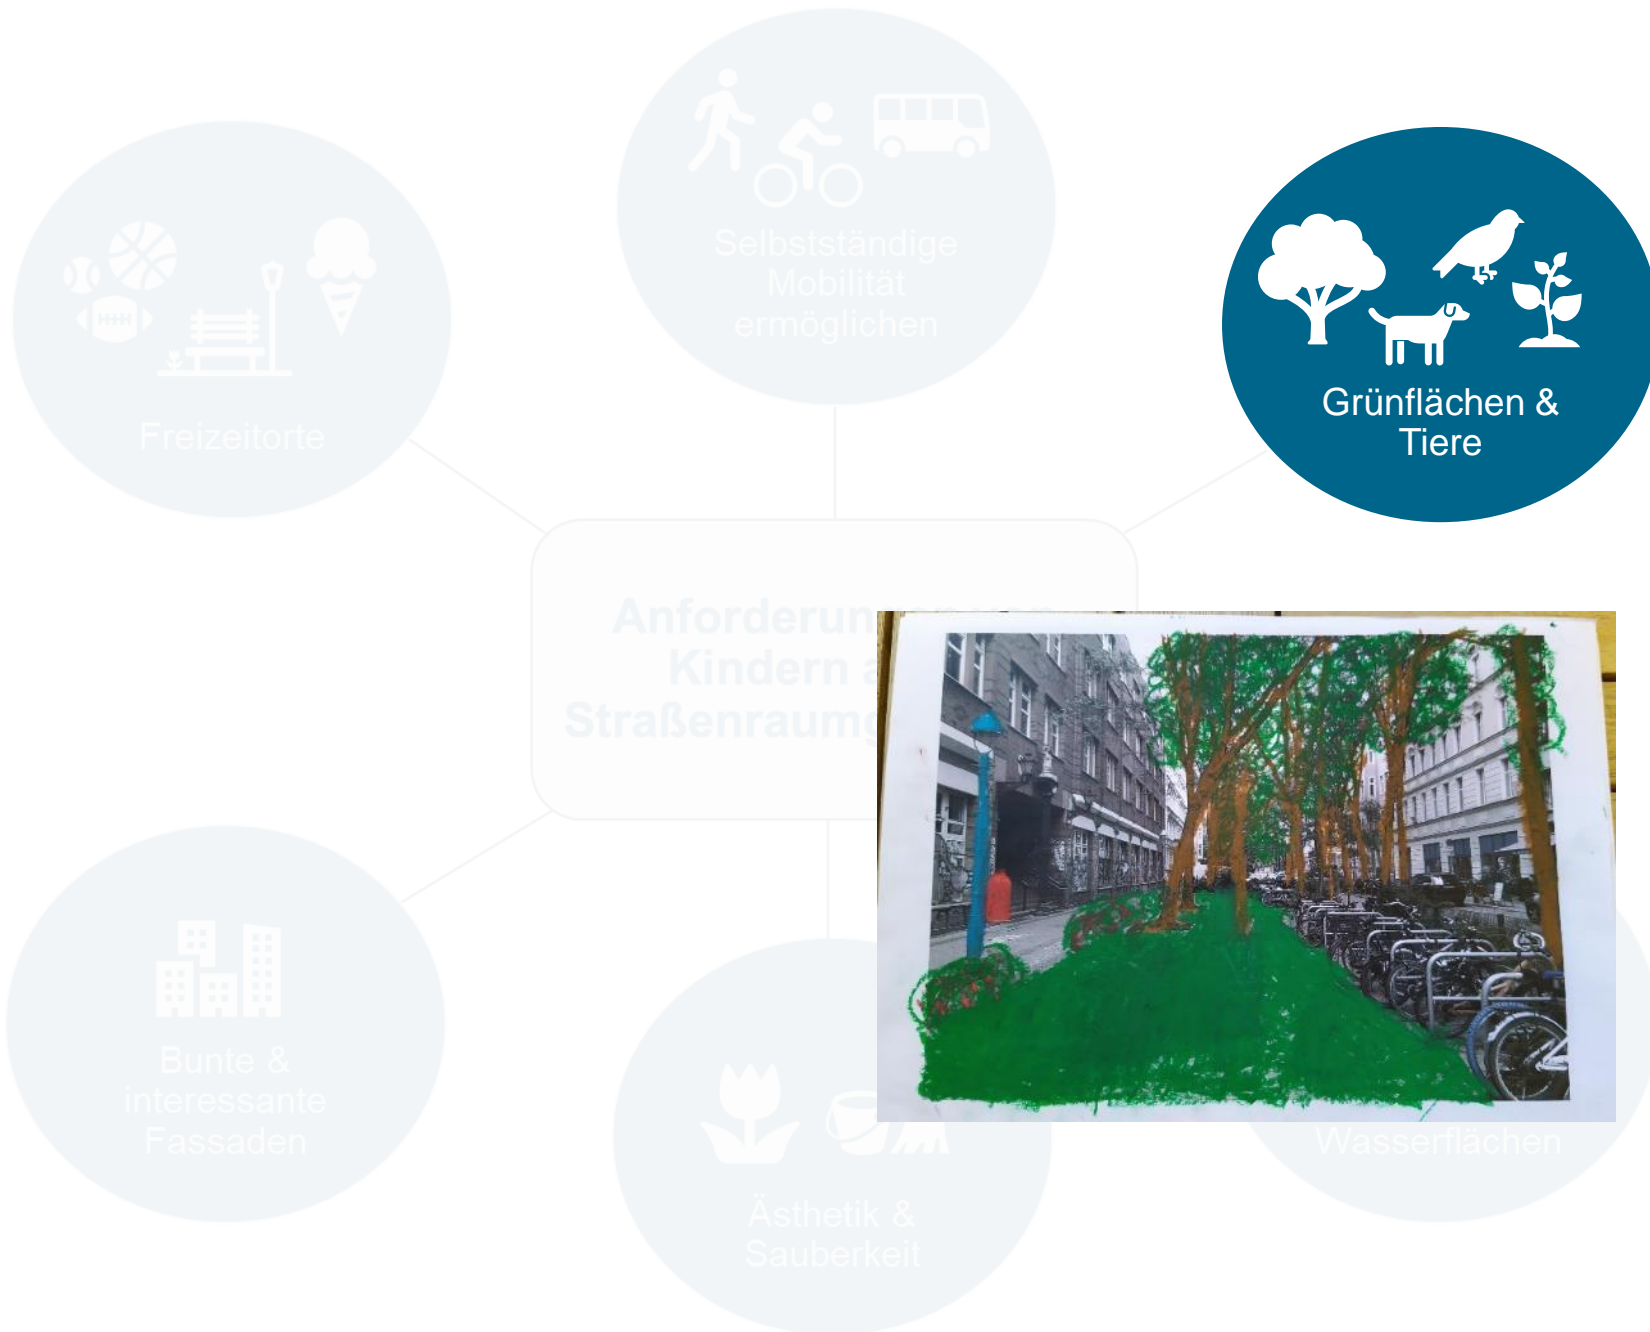 Selbstständige
Mobilität
ermöglichen
Freizeitorte
Grünflächen &
Tiere
Anforderun
Kindern a
Straßenraum
Bunte &
interessante
Fassaden
Ästhetik &
Sauberkeit
Wasserflächen